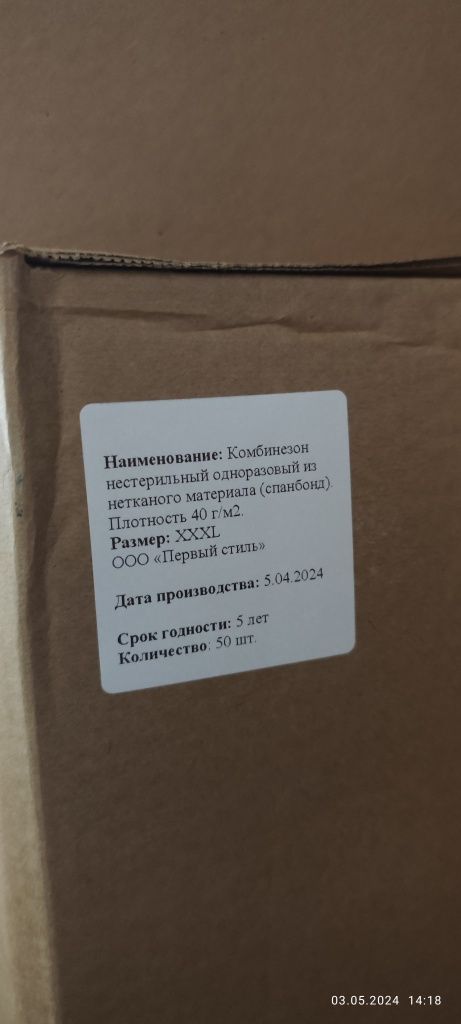 Наименование: Комбинезон
нестерильный одноразовый из
нетканого материала (спанбонд).
Плотность 40 г/м2.
Размер: XXXL
ООО «Первый стиль»
Дата производства: 5.04.2024
Срок годности: 5 лет
Количество: 50 шт.
03.05.2024 14:18